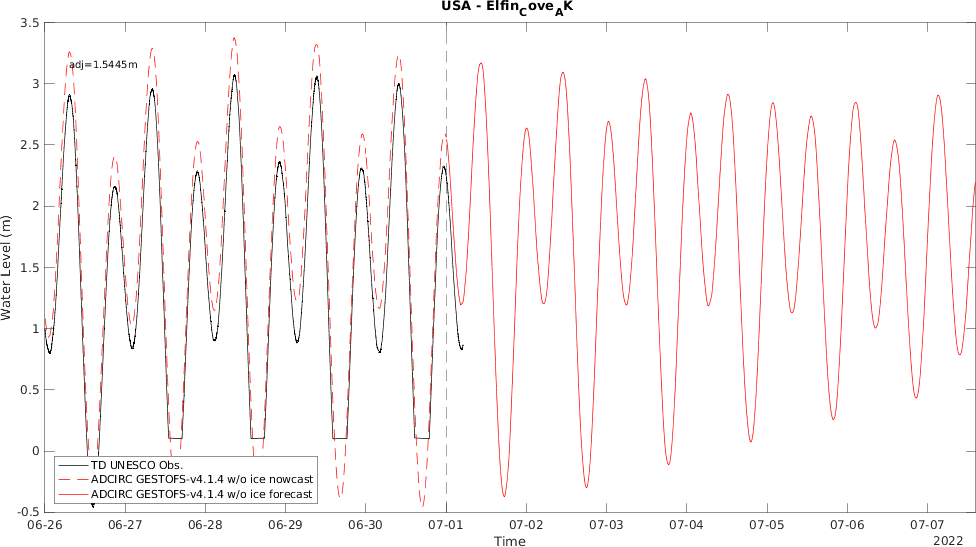 USA - Elfin_Cove_AK
3.5
3
2.5
2
1.5
1
0.5
0
-0.5
Water Level (m)
adj=1.5445m
TD UNESCO Obs.
ADCIRC GESTOFS-v4.1.4 w/o ice nowcast
ADCIRC GESTOFS-v4.1.4 w/o ice forecast
06-26 06-27 06-28 06-29 06-30 07-01 07-02 07-03 07-04 07-05 07-06 07-07
Time
2022